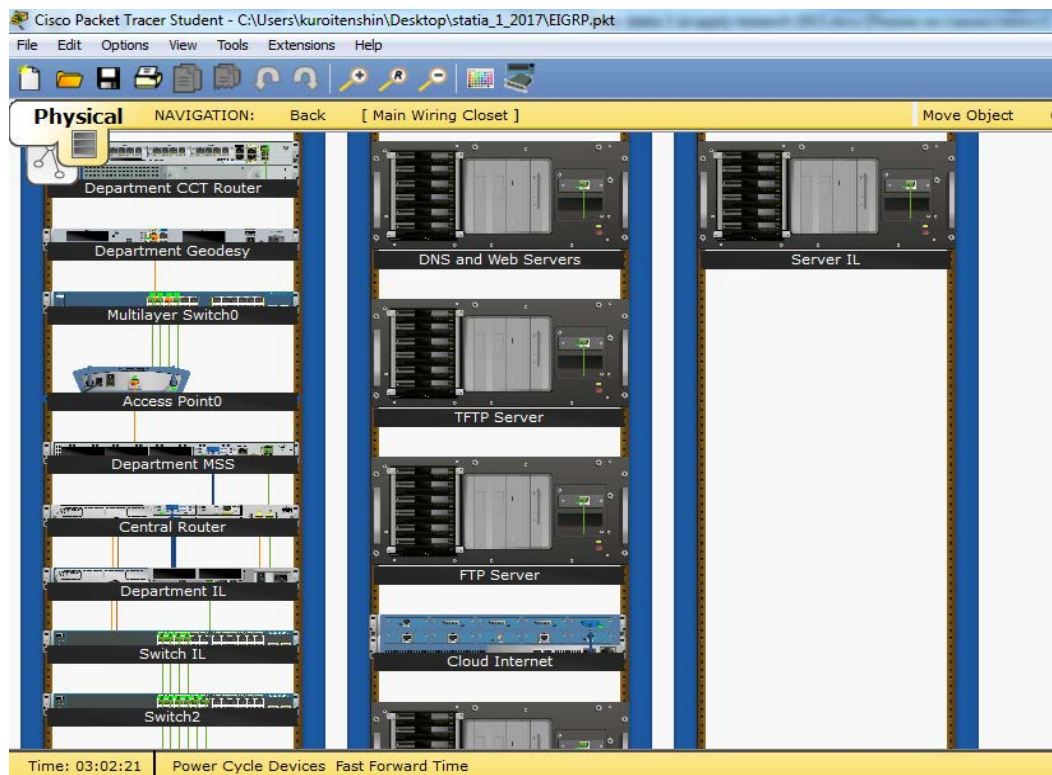 Cisco Packet Tracer Student - C:\Users\kuroitenshin\Desktop\statia_1_2017\EIGRP.pkt
File Edit Options View Tools Extensions Help
Physical NAVIGATION: Back [ Main Wiring Closet ] Move Object
Department CCT Router
Department Geodesy
Multilayer Switch0
Access Point0
Department MSS
Central Router
Department IL
Switch IL
Switch2
DNS and Web Servers
TFTP Server
FTP Server
Cloud Internet
Server IL
Time: 03:02:21 Power Cycle Devices Fast Forward Time